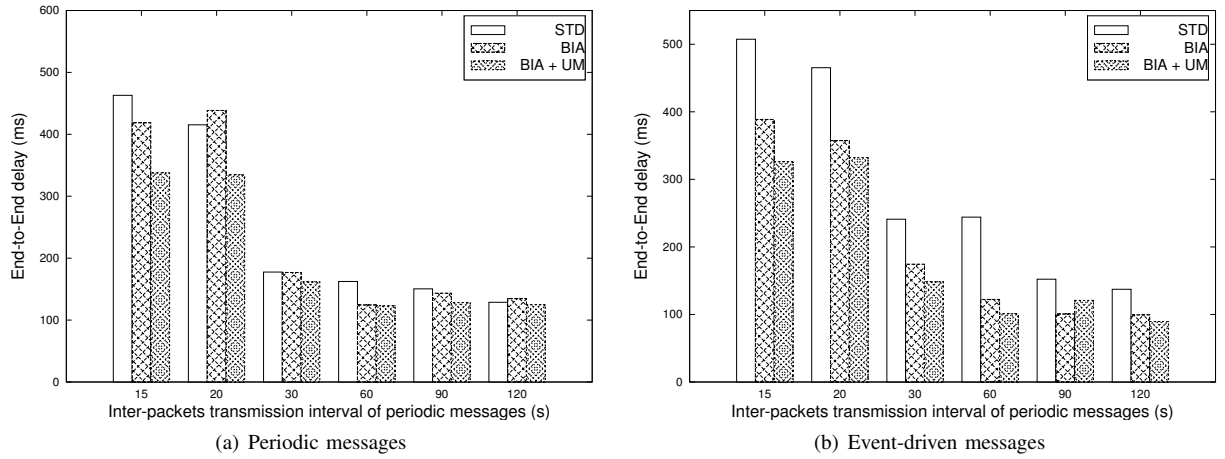 600
500
400
300
200
100
0
End-to-End delay (ms)
STD
BIA
BIA + UM
15 20 30 60 90 120
Inter-packets transmission interval of periodic messages (s)
(a) Periodic messages
500
400
300
200
100
0
End-to-End delay (ms)
STD
BIA
BIA + UM
15 20 30 60 90 120
Inter-packets transmission interval of periodic messages (s)
(b) Event-driven messages